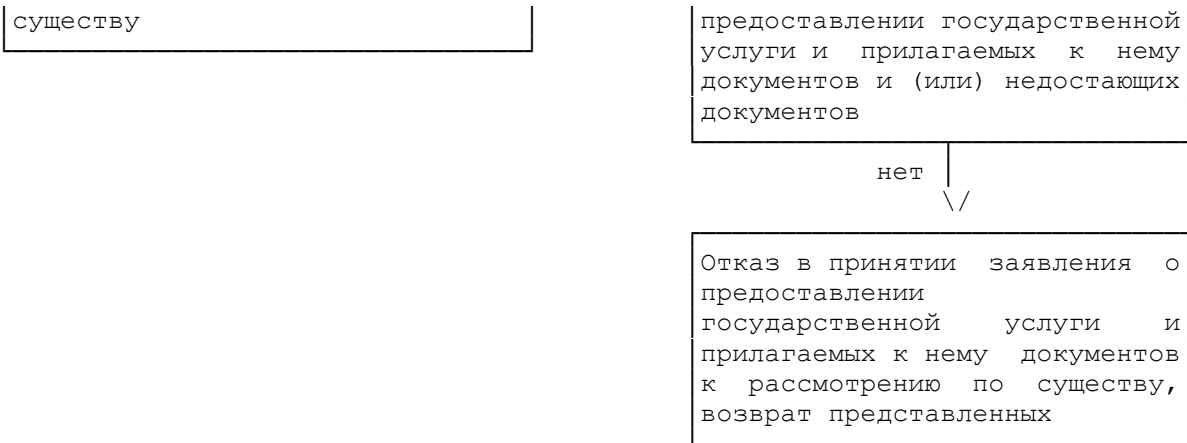 существу
предоставлении государственной
услуги и прилагаемых к нему
документов и (или) недостающих
документов
нет
\/
Отказ в принятии заявления о
предоставлении
государственной услуги и
прилагаемых к нему документов
к рассмотрению по существу,
возврат представленных